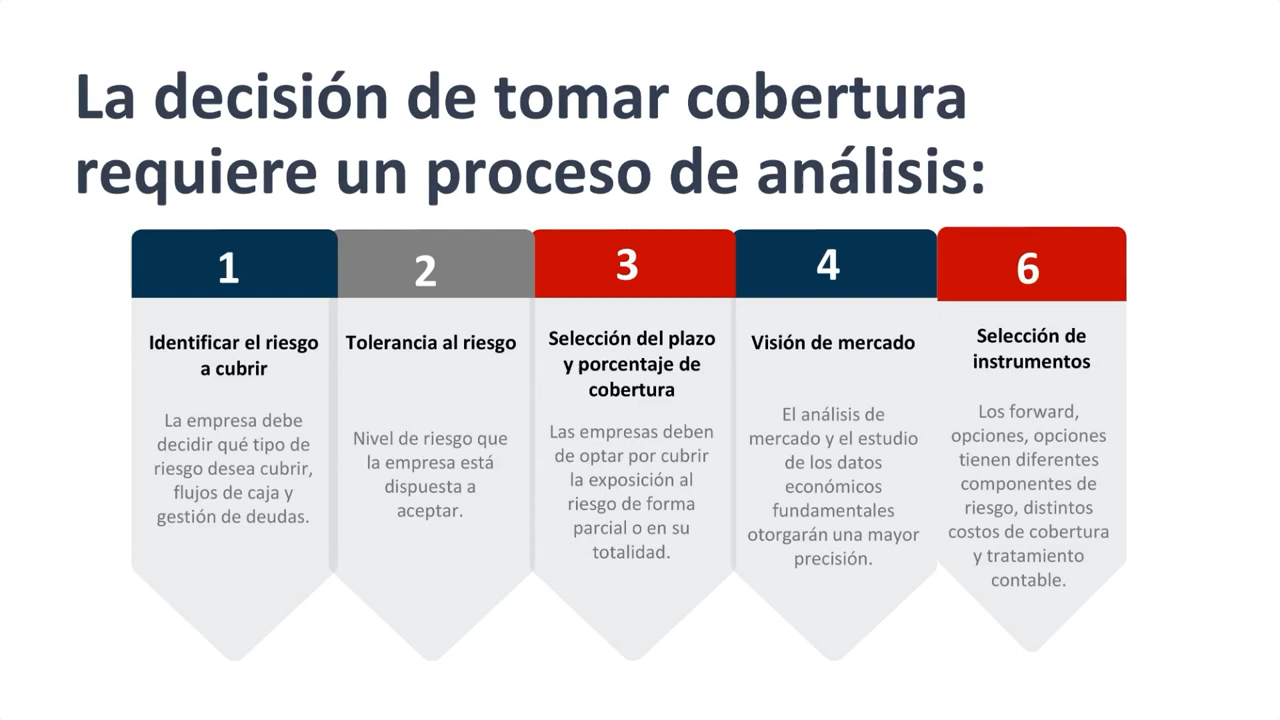 La decisión de tomar cobertura
requiere un proceso de análisis:
1
Identificar el riesgo
a cubrir
La empresa debe
decidir qué tipo de
riesgo desea cubrir,
flujos de caja y
gestión de deudas.
2
Tolerancia al riesgo
Nivel de riesgo que
la empresa está
dispuesta a
aceptar.
3
Selección del plazo
y porcentaje de
cobertura
Las empresas deben
de optar por cubrir
la exposición al
riesgo de forma
parcial o en su
totalidad.
4
Visión de mercado
El análisis de
mercado y el estudio
de los datos
económicos
fundamentales
otorgarán una mayor
precisión.
6
Selección de
instrumentos
Los forward,
opciones, opciones
tienen diferentes
componentes de
riesgo, distintos
costos de cobertura
y tratamiento
contable.